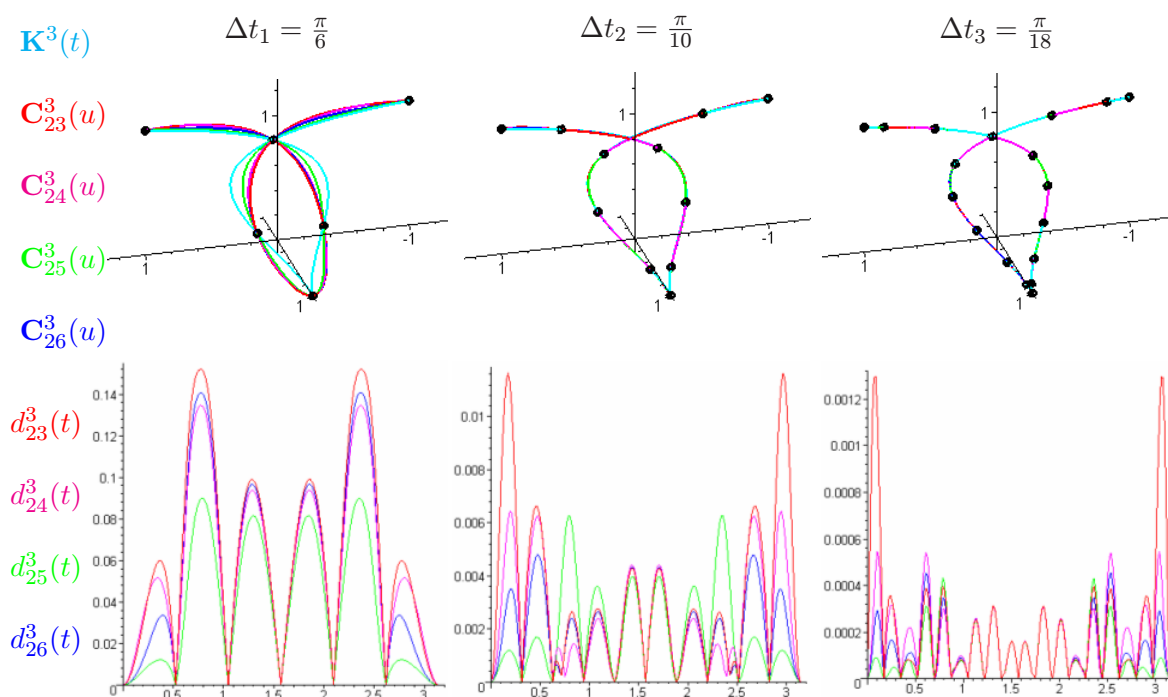 Δt₁ = π/6
Δt₂ = π/10
Δt₃ = π/18
K³(t)
C³₂₃(u)
C³₂₄(u)
C³₂₅(u)
C³₂₆(u)
1
-1
1
1
1
-1
1
1
1
-1
1
1
d³₂₃(t)
d³₂₄(t)
d³₂₅(t)
d³₂₆(t)
0.14
0.12
0.1
0.08
0.06
0.04
0.02
0 0.5 1 1.5 2 2.5 3
0.01
0.008
0.006
0.004
0.002
0 0.5 1 1.5 2 2.5 3
0.0012
0.001
0.0008
0.0006
0.0004
0.0002
0 0.5 1 1.5 2 2.5 3